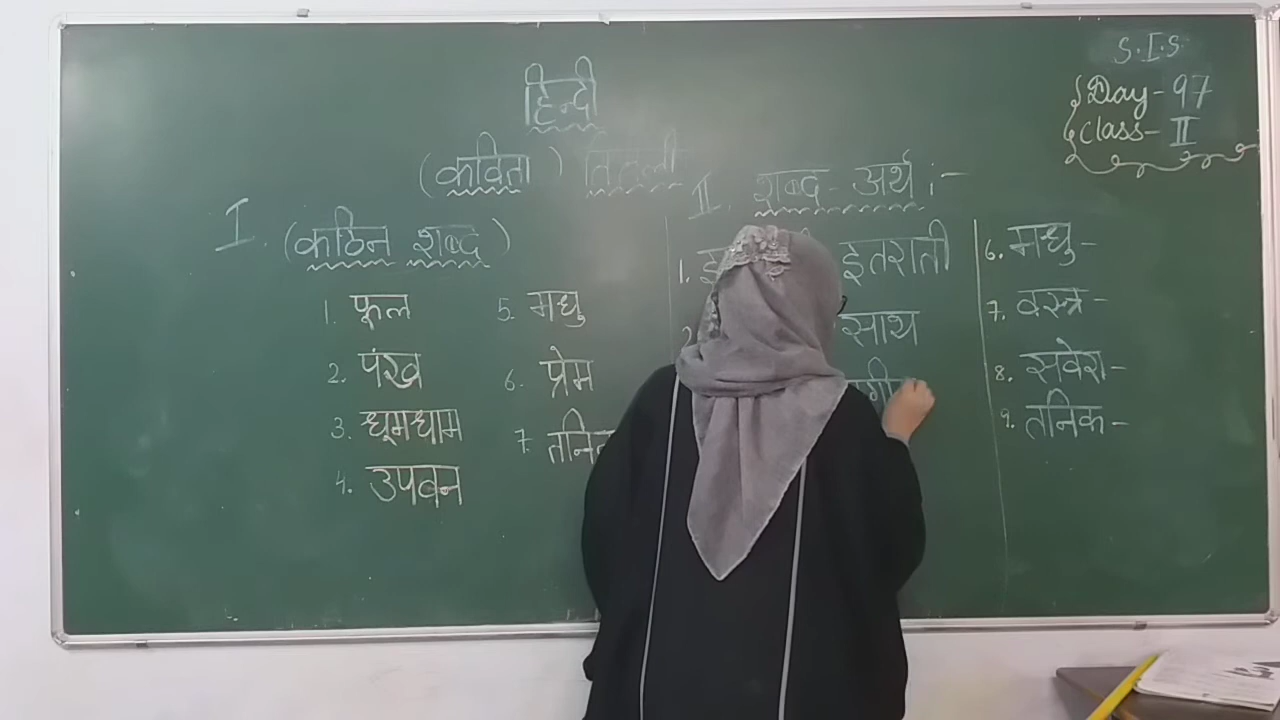 S.I.S.
Day- 97
Class- II
हिन्दी
(कविता) तितली
I. (कठिन शब्द)
1. फूल
2. पंख
3. धूमधाम
4. उपवन
5. मधु
6. प्रेम
7.
II. शब्द - अर्थ :-
1. इतराती
2. साथ
6. मधु-
7. वस्त्र-
8. सवेरा-
9. तनिक-